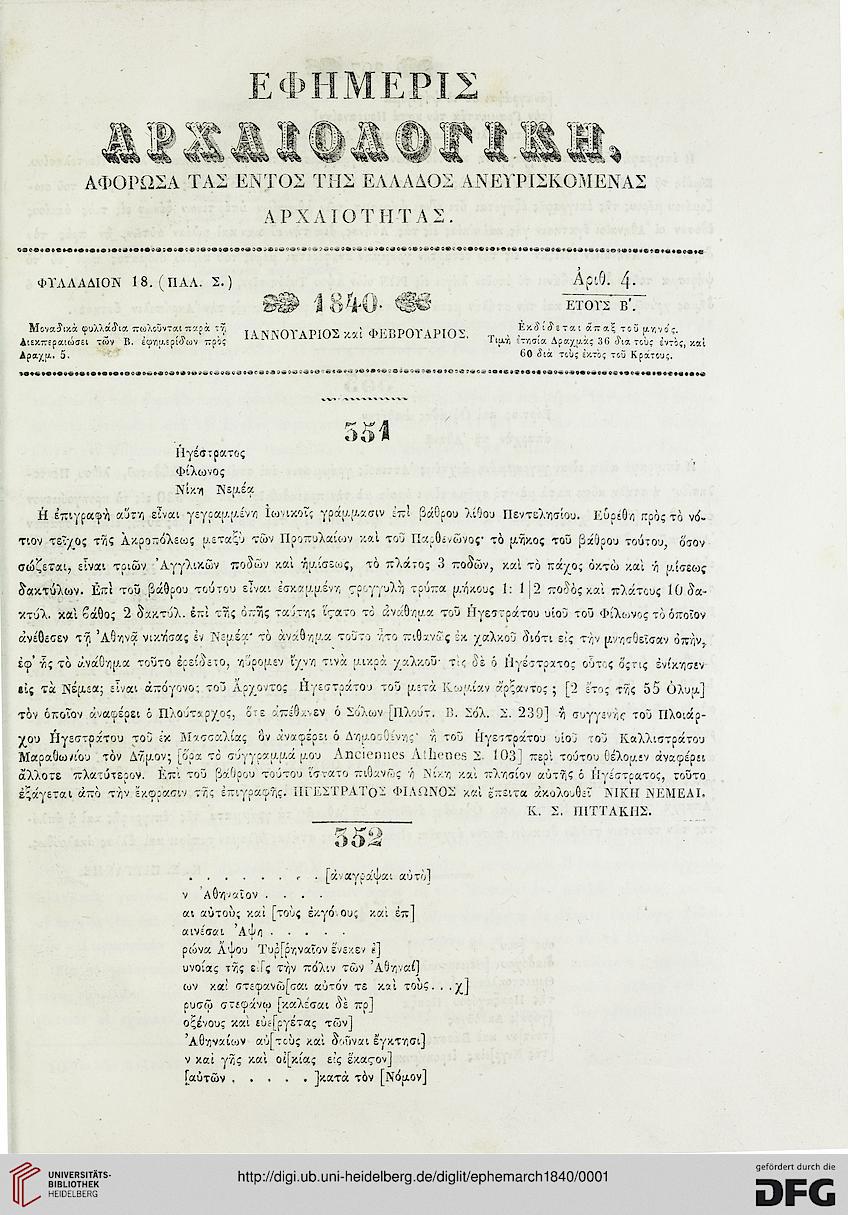 ΕΦΗΜΕΡΙΣ
ΑΡΧΑΙΟΛΟΓΙΚΗ,
ΑΦΟΡΩΣΑ ΤΑΣ ΕΝΤΟΣ ΤΗΣ ΕΛΛΑΔΟΣ ΑΝΕΥΡΙΣΚΟΜΕΝΑΣ
ΑΡΧΑΙΟΤΗΤΑΣ.
ΦΥΛΛΑΔΙΟΝ 18. (ΠΑΛ. Σ.)
Μοναδικὰ φυλλάδια πωλοῦνται παρὰ τῇ
Διεκπεραιώσει τῶν Β. ἐφημερίδων πρὸς
Δραχμ. 5.
1840.
ΙΑΝΝΟΥΑΡΙΟΣ καὶ ΦΕΒΡΟΥΑΡΙΟΣ.
Ἀριθ. 4.
ΕΤΟΥΣ Β'.
Ἐκδίδεται ἅπαξ τοῦ μηνός.
Τιμὴ ἐτησία Δραχμὰς 36 διὰ τοὺς ἐντὸς, καὶ
60 διὰ τοὺς ἐκτὸς τοῦ Κράτους.
351
Ἡγέστρατος
Φίλωνος
Νίκη Νεμέᾳ
Ἡ ἐπιγραφὴ αὕτη εἶναι γεγραμμένη Ἰωνικοῖς γράμμασιν ἐπὶ βάθρου λίθου Πεντελησίου. Εὑρέθη πρὸς τὸ νό-
τιον τεῖχος τῆς Ἀκροπόλεως μεταξὺ τῶν Προπυλαίων καὶ τοῦ Παρθενῶνος· τὸ μῆκος τοῦ βάθρου τούτου, ὅσον
σώζεται, εἶναι τριῶν Ἀγγλικῶν ποδῶν καὶ ἡμίσεως, τὸ πλάτος 3 ποδῶν, καὶ τὸ πάχος ὀκτὼ καὶ ἡ μίσεως
δακτύλων. Ἐπὶ τοῦ βάθρου τούτου εἶναι ἐσκαμμένη ϛρογγυλὴ τρύπα μήκους 1: 1|2 ποδὸς καὶ πλάτους 10 δα-
κτύλ. καὶ βάθος 2 δακτύλ. ἐπὶ τῆς ὀπῆς ταύτης ἵϛατο τὸ ἀνάθημα τοῦ Ἡγεστράτου υἱοῦ τοῦ Φίλωνος τὸ ὁποῖον
ἀνέθεσεν τῇ Ἀθηνᾷ νικήσας ἐν Νεμέᾳ· τὸ ἀνάθημα τοῦτο ἦτο πιθανῶς ἐκ χαλκοῦ διότι εἰς τὴν μνησθεῖσαν ὀπὴν,
ἐφ' ἧς τὸ ἀνάθημα τοῦτο ἐρείδετο, ηὕρομεν ἴχνη τινὰ μικρὰ χαλκοῦ· τὶς δὲ ὁ Ἡγέστρατος οὗτος ὅϛτις ἐνίκησεν
εἰς τὰ Νέμεα; εἶναι ἀπόγονος τοῦ Ἄρχοντος Ἡγεστράτου τοῦ μετὰ Κωμίαν ἄρξαντος; [2 ἔτος τῆς 55 Ὀλυμ]
τὸν ὁποῖον ἀναφέρει ὁ Πλούταρχος, ὅτε ἀπέθανεν ὁ Σόλων [Πλούτ. Β. Σόλ. Σ. 239] ἢ συγγενὴς τοῦ Πλοιάρ-
χου Ἡγεστράτου τοῦ ἐκ Μασσαλίας ὃν ἀναφέρει ὁ Δημοσθένης· ἢ τοῦ Ἡγεστράτου υἱοῦ τοῦ Καλλιστράτου
Μαραθωνίου τὸν Δῆμον; [ὅρα τὸ σύγγραμμά μου Anciennes Athenes Σ. 103] περὶ τούτου θέλομεν ἀναφέρει
ἄλλοτε πλατύτερον. Ἐπὶ τοῦ βάθρου τούτου ἵστατο πιθανῶς ἡ Νίκη καὶ πλησίον αὐτῆς ὁ Ἡγέστρατος, τοῦτο
ἐξάγεται ἀπὸ τὴν ἔκφρασιν τῆς ἐπιγραφῆς. ΗΓΕΣΤΡΑΤΟΣ ΦΙΛΩΝΟΣ καὶ ἔπειτα ἀκολουθεῖ ΝΙΚΗ ΝΕΜΕΑΙ.
Κ. Σ. ΠΙΤΤΑΚΗΣ.
352
. . . . . . . . [ἀναγράψαι αὐτὸ]
ν Ἀθηναῖον . . . .
αι αὐτοὺς καὶ [τοὺς ἐκγόνους καὶ ἐπ]
αινέσαι Ἄψη . . . . .
ρώνα Ἄψου Τυρ[ρηναῖον ἕνεκεν ε]
υνοίας τῆς ε[ἰς τὴν πόλιν τῶν Ἀθηναί]
ων καὶ στεφανῶ[σαι αὐτόν τε καὶ τοὺς. . .χ]
ρυσῷ στεφάνῳ [καλέσαι δὲ πρ]
οξένους καὶ εὐε[ργέτας τῶν]
Ἀθηναίων αὐ[τοὺς καὶ δοῦναι ἔγκτησι]
ν καὶ γῆς καὶ οἰ[κίας εἰς ἕκαϛον]
[αὐτῶν . . . . . ]κατὰ τὸν [Νόμον]
UNIVERSITÄTS-
BIBLIOTHEK
HEIDELBERG
http://digi.ub.uni-heidelberg.de/diglit/ephemarch1840/0001
gefördert durch die
DFG